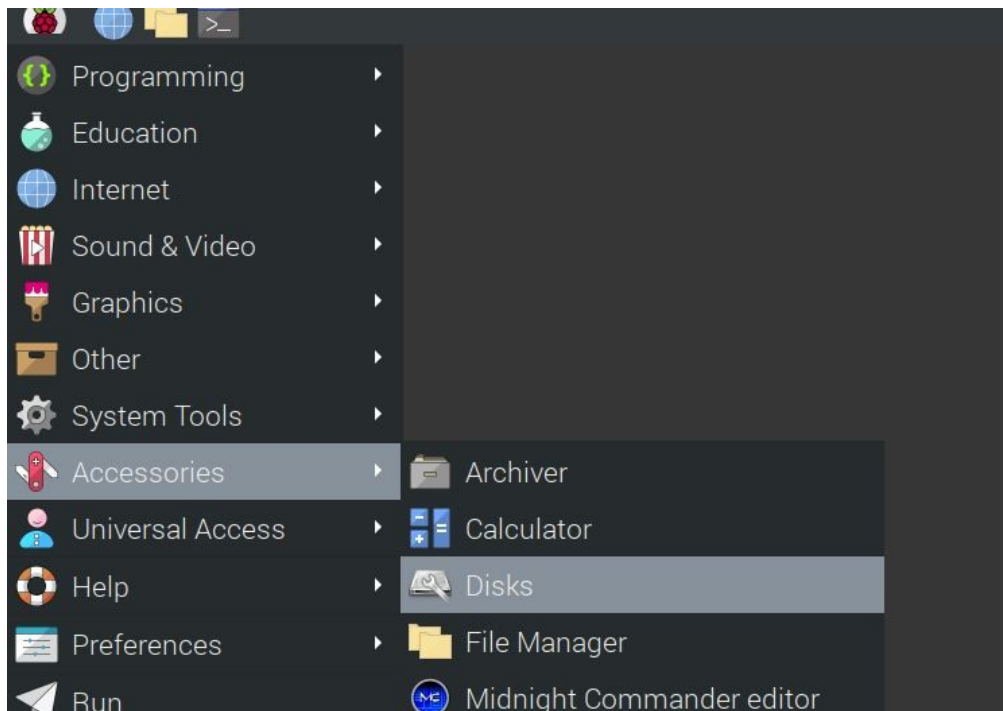 >_
Programming
Education
Internet
Sound & Video
Graphics
Other
System Tools
Accessories
Universal Access
Help
Preferences
Run
Archiver
Calculator
Disks
File Manager
MC
Midnight Commander editor